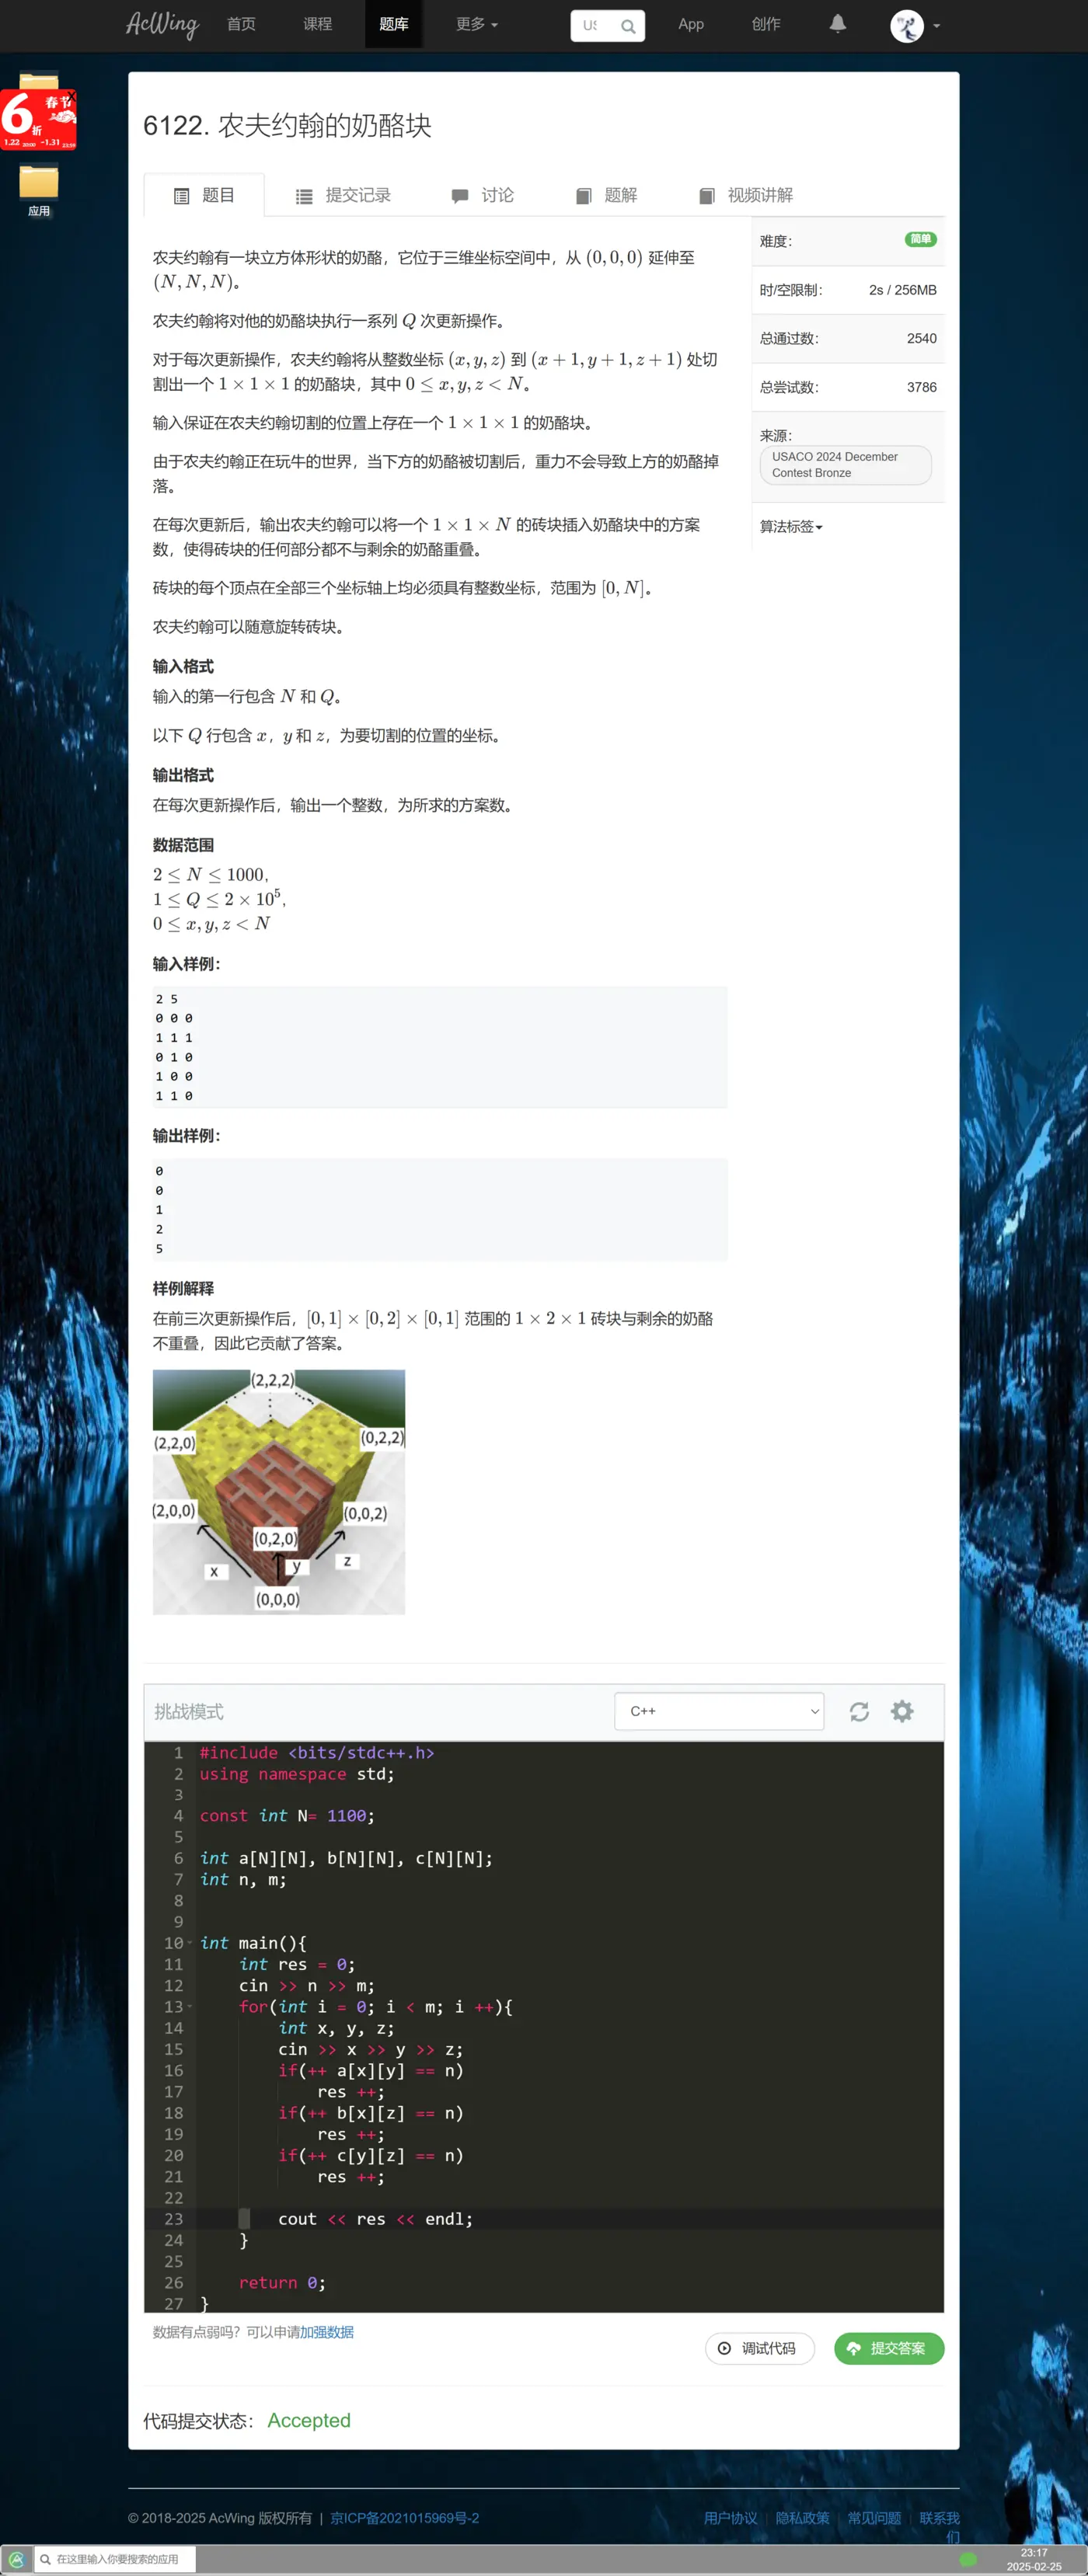 AcWing 首页 课程 题库 更多 App 创作
6折 春节
1.22 20:00 -1.31 23:59
应用
6122. 农夫约翰的奶酪块
题目 提交记录 讨论 题解 视频讲解
农夫约翰有一块立方体形状的奶酪，它位于三维坐标空间中，从 (0, 0, 0) 延伸至
(N, N, N)。
农夫约翰将对他的奶酪块执行一系列 Q 次更新操作。
对于每次更新操作，农夫约翰将从整数坐标 (x, y, z) 到 (x + 1, y + 1, z + 1) 处切
割出一个 1 × 1 × 1 的奶酪块，其中 0 ≤ x, y, z < N。
输入保证在农夫约翰切割的位置上存在一个 1 × 1 × 1 的奶酪块。
由于农夫约翰正在玩牛的世界，当下方的奶酪被切割后，重力不会导致上方的奶酪掉
落。
在每次更新后，输出农夫约翰可以将一个 1 × 1 × N 的砖块插入奶酪块中的方案
数，使得砖块的任何部分都不与剩余的奶酪重叠。
砖块的每个顶点在全部三个坐标轴上均必须具有整数坐标，范围为 [0, N]。
农夫约翰可以随意旋转砖块。
输入格式
输入的第一行包含 N 和 Q。
以下 Q 行包含 x，y 和 z，为要切割的位置的坐标。
输出格式
在每次更新操作后，输出一个整数，为所求的方案数。
数据范围
2 ≤ N ≤ 1000,
1 ≤ Q ≤ 2 × 10⁵,
0 ≤ x, y, z < N
输入样例：
2 5
0 0 0
1 1 1
0 1 0
1 0 0
1 1 0
输出样例：
0
0
1
2
5
样例解释
在前三次更新操作后，[0, 1] × [0, 2] × [0, 1] 范围的 1 × 2 × 1 砖块与剩余的奶酪
不重叠，因此它贡献了答案。
(2,2,2)
(2,2,0) (0,2,2)
(2,0,0) (0,0,2)
(0,2,0)
x y z
(0,0,0)
难度： 简单
时/空限制： 2s / 256MB
总通过数： 2540
总尝试数： 3786
来源：
USACO 2024 December
Contest Bronze
算法标签
挑战模式 C++
1 #include <bits/stdc++.h>
2 using namespace std;
3
4 const int N= 1100;
5
6 int a[N][N], b[N][N], c[N][N];
7 int n, m;
8
9
10 int main(){
11     int res = 0;
12     cin >> n >> m;
13     for(int i = 0; i < m; i ++){
14         int x, y, z;
15         cin >> x >> y >> z;
16         if(++ a[x][y] == n)
17             res ++;
18         if(++ b[x][z] == n)
19             res ++;
20         if(++ c[y][z] == n)
21             res ++;
22
23         cout << res << endl;
24     }
25
26     return 0;
27 }
数据有点弱吗？可以申请加强数据
调试代码 提交答案
代码提交状态： Accepted
© 2018-2025 AcWing 版权所有 | 京ICP备2021015969号-2
用户协议 | 隐私政策 | 常见问题 | 联系我
们
在这里输入你要搜索的应用
23:17
2025-02-25